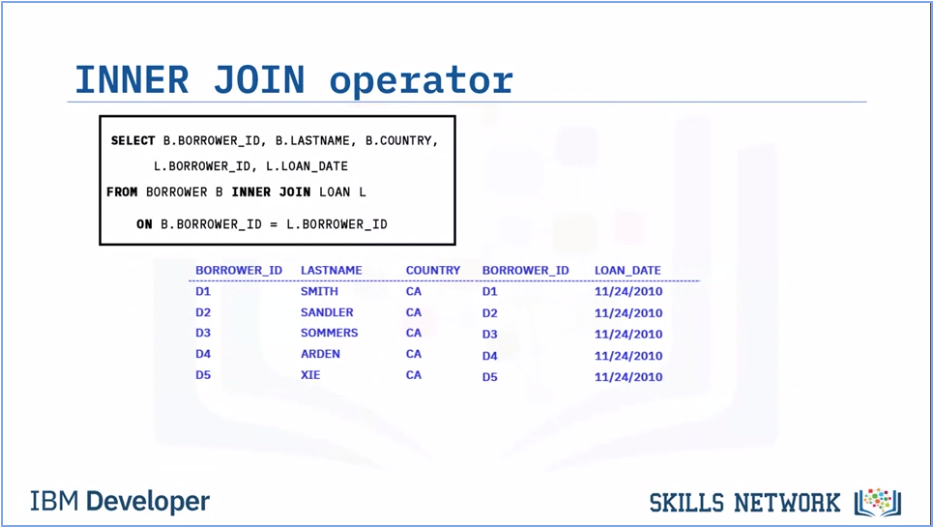 INNER JOIN operator
SELECT B.BORROWER_ID, B.LASTNAME, B.COUNTRY,
L.BORROWER_ID, L.LOAN_DATE
FROM BORROWER B INNER JOIN LOAN L
ON B.BORROWER_ID = L.BORROWER_ID
BORROWER_ID LASTNAME COUNTRY BORROWER_ID LOAN_DATE
D1 SMITH CA D1 11/24/2010
D2 SANDLER CA D2 11/24/2010
D3 SOMMERS CA D3 11/24/2010
D4 ARDEN CA D4 11/24/2010
D5 XIE CA D5 11/24/2010
IBM Developer
SKILLS NETWORK